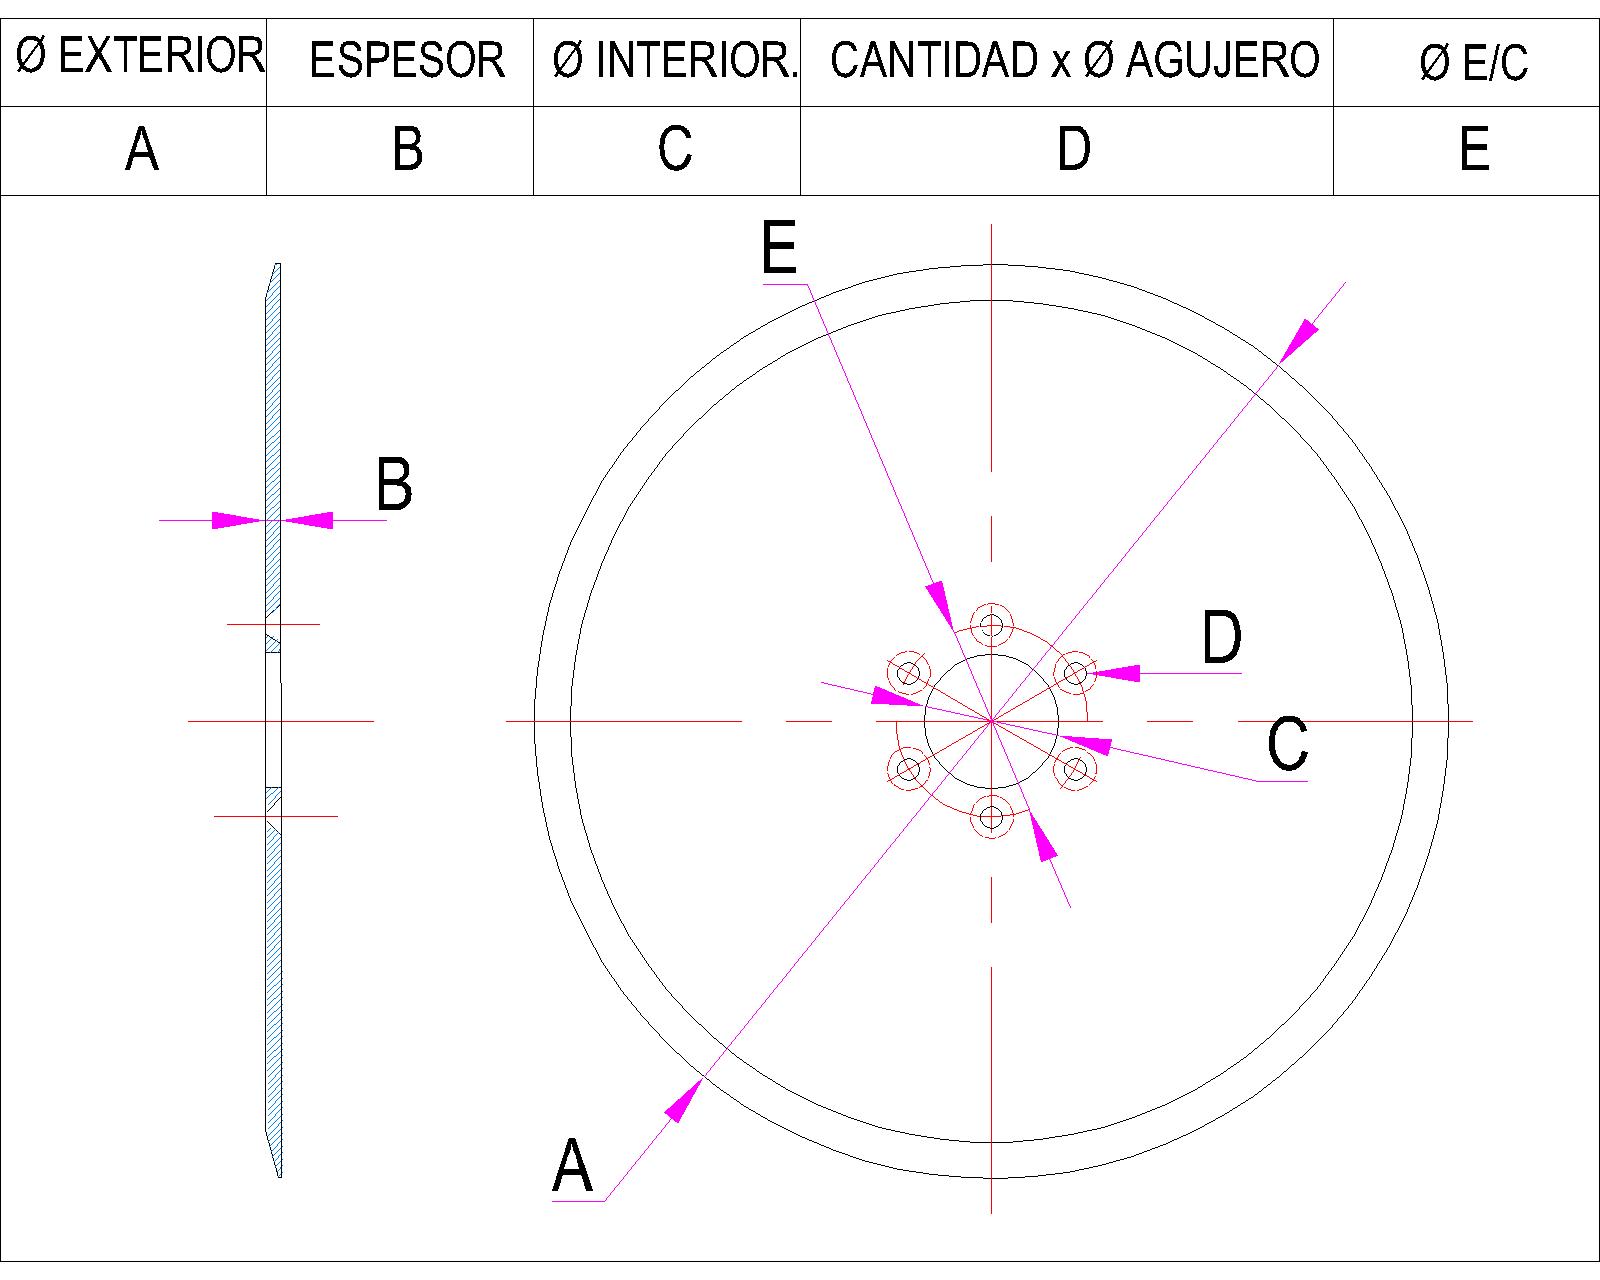 Ø EXTERIOR ESPESOR Ø INTERIOR. CANTIDAD x Ø AGUJERO Ø E/C
A B C D E
E
B
D
C
A